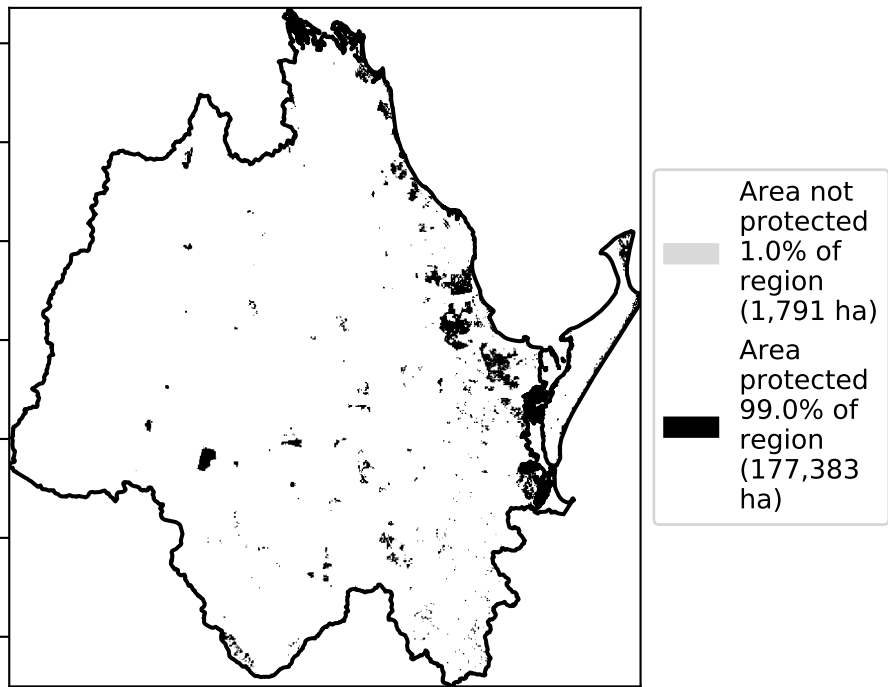 Area not
protected
1.0% of
region
(1,791 ha)
Area
protected
99.0% of
region
(177,383
ha)